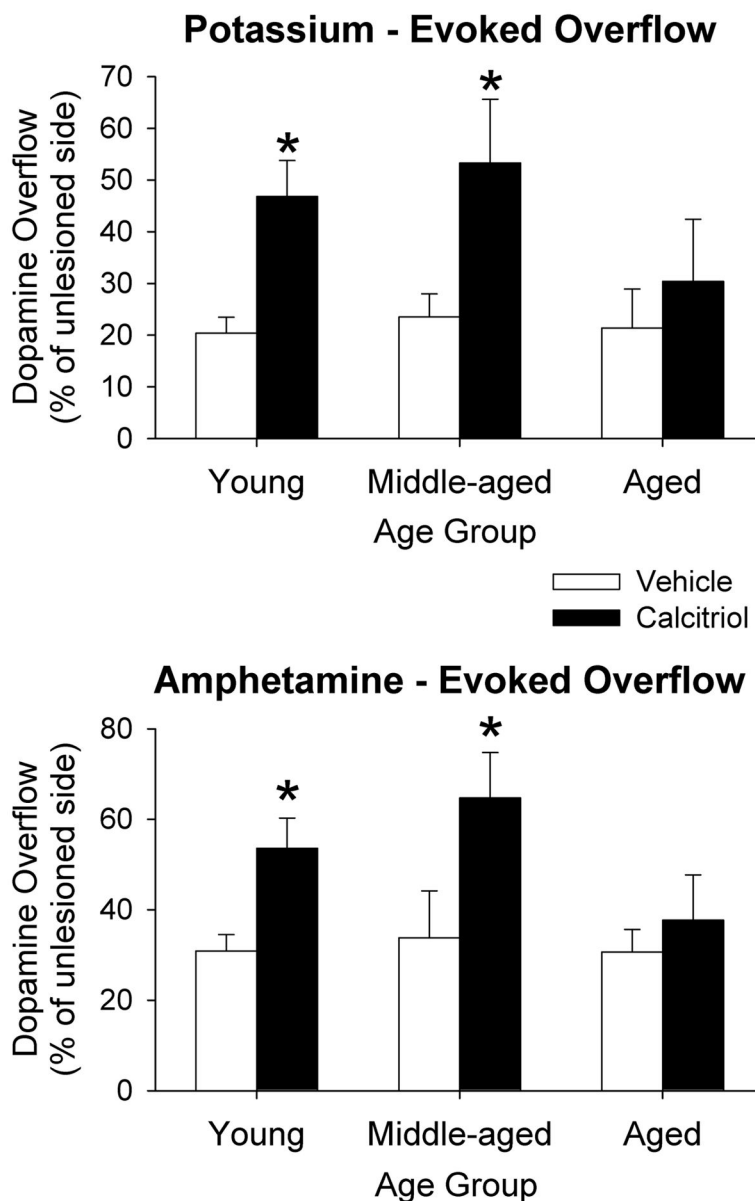 Potassium - Evoked Overflow
Dopamine Overflow
(% of unlesioned side)
70
60
50
40
30
20
10
0
*
*
Young Middle-aged Aged
Age Group
Vehicle
Calcitriol
Amphetamine - Evoked Overflow
Dopamine Overflow
(% of unlesioned side)
80
60
40
20
0
*
*
Young Middle-aged Aged
Age Group